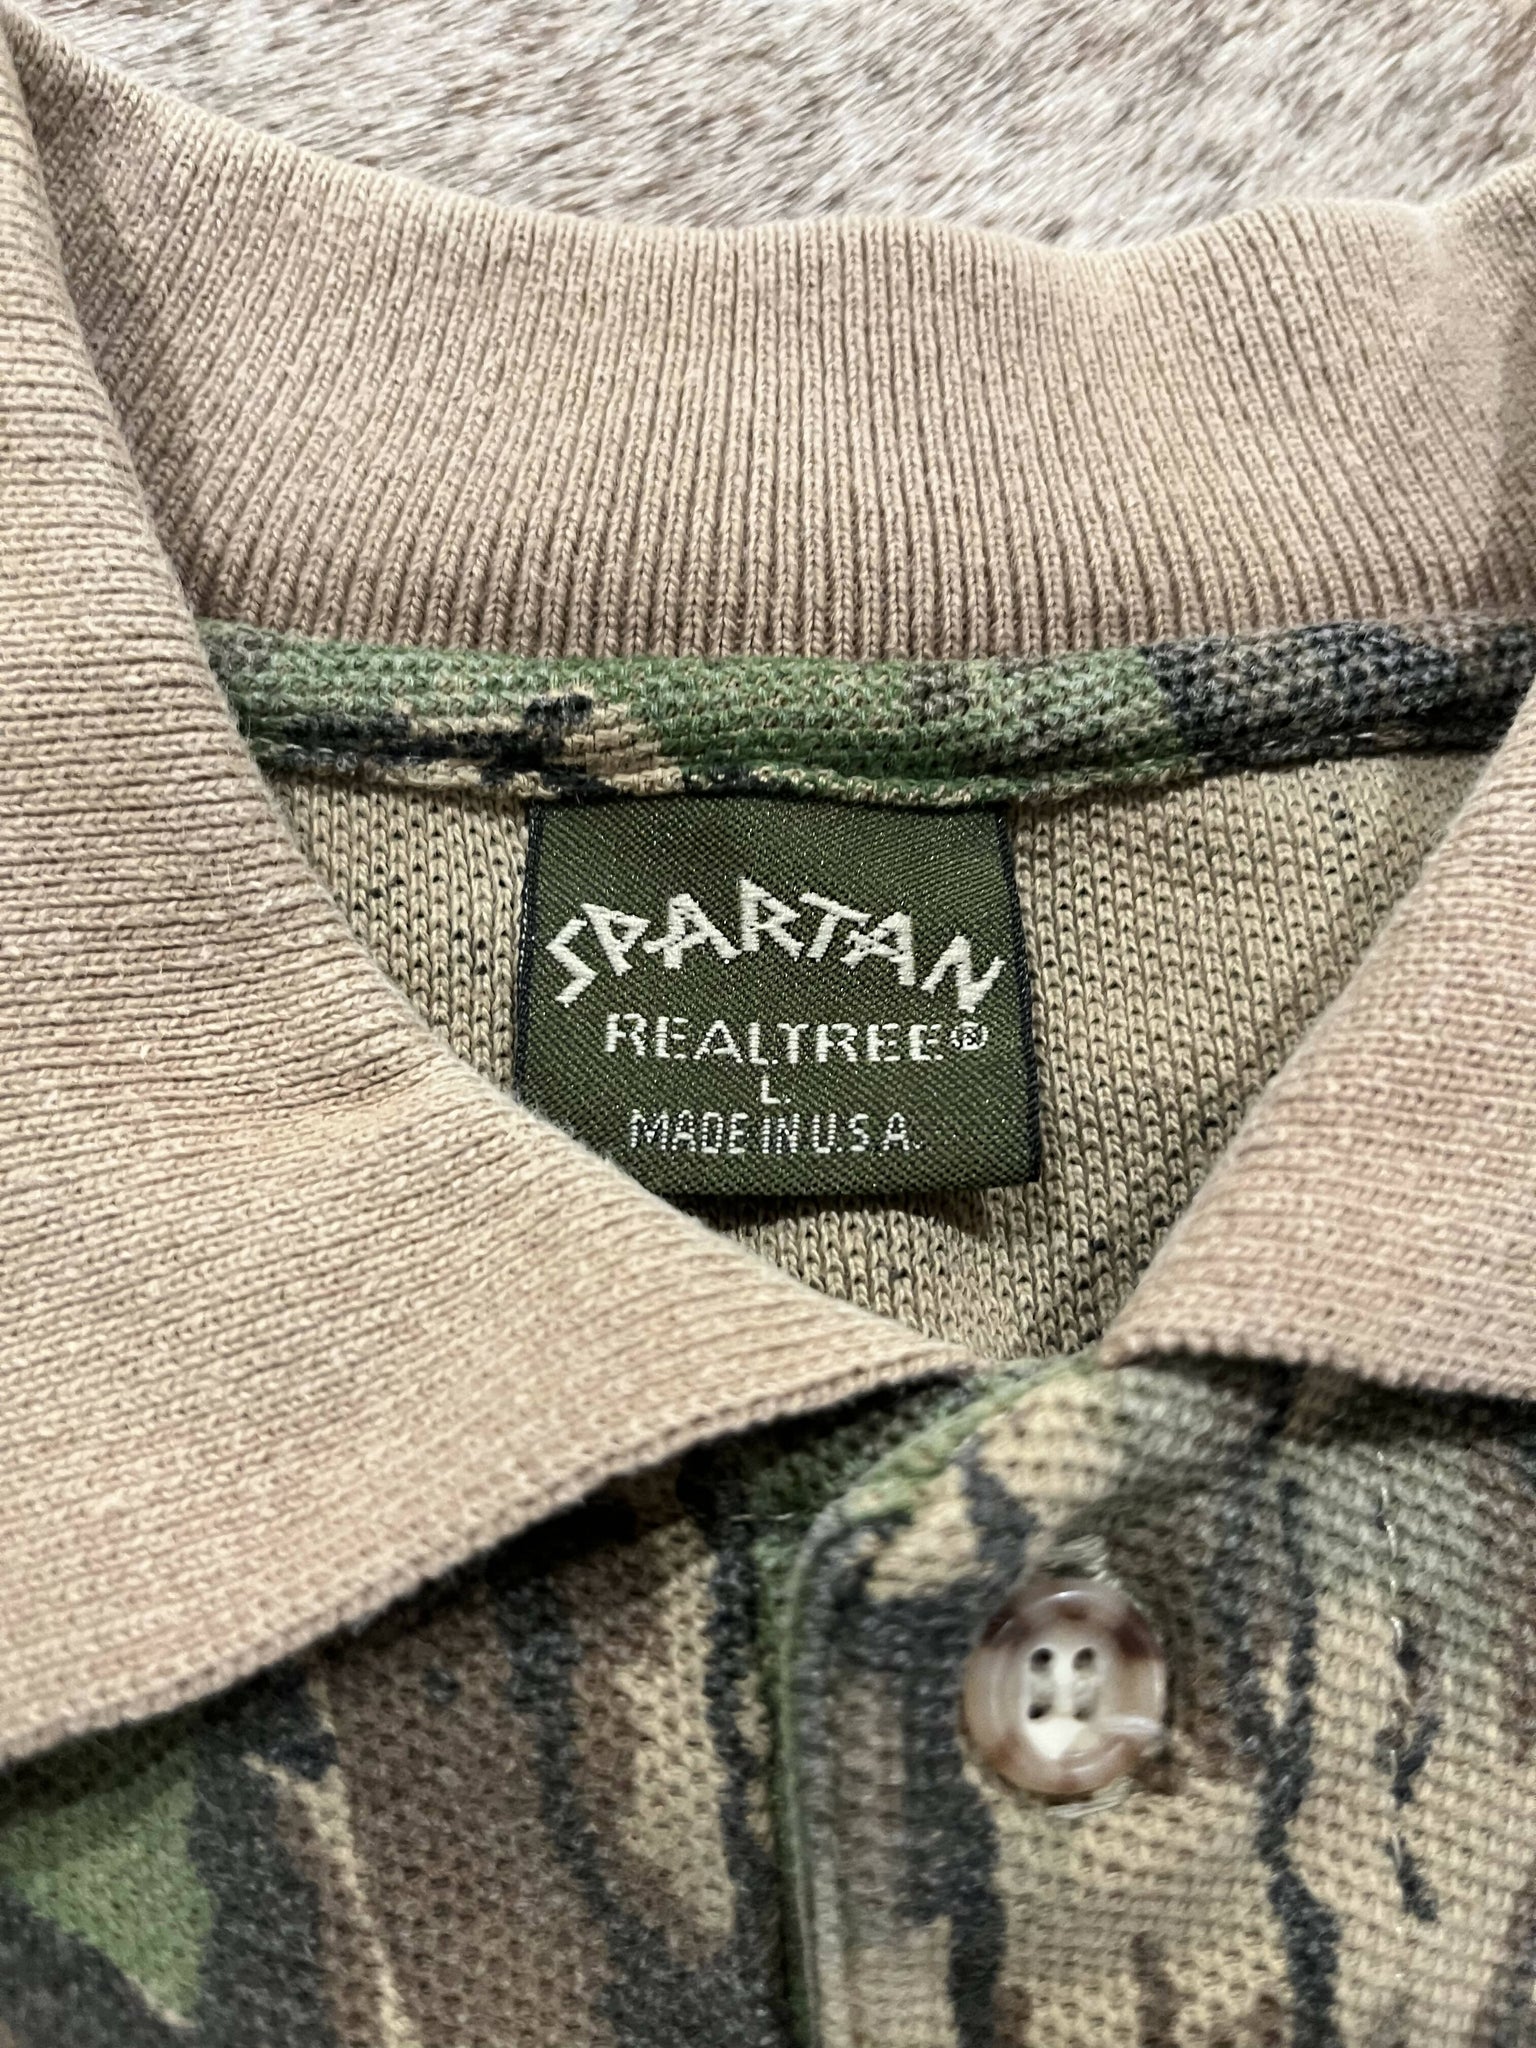 SPARTAN
REALTREE®
L.
MADE IN U.S.A.